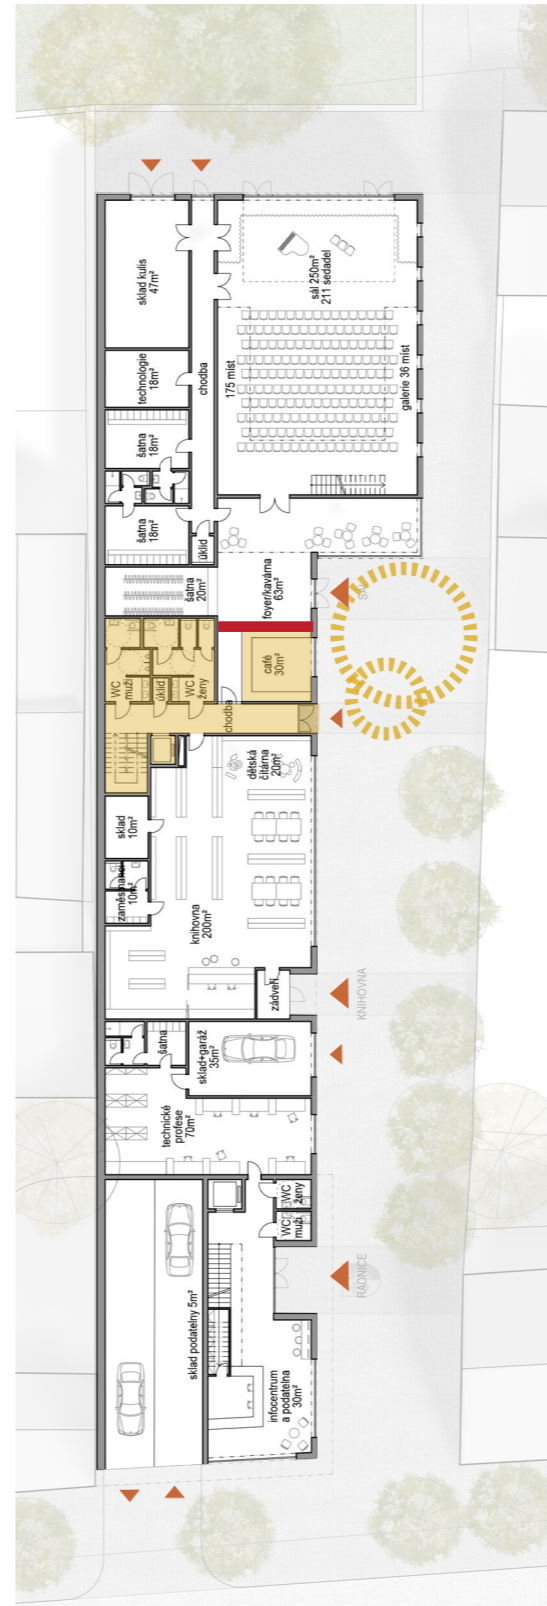 sklad kulis
47m²
technologie
18m²
šatna
18m²
šatna
18m²
chodba
úklid
sál 250m²
211 sedadel
175 míst
galerie 36 míst
šatna
20m²
foyer/kavárna
63m²
SÁL
WC
muži
úklid
WC
ženy
café
30m²
chodba
dětská
čítárna
20m²
sklad
10m²
zaměstnanci
10m²
knihovna
200m²
zádveří
KNIHOVNA
šatna
sklad+garáž
35m²
technické
profese
70m²
WC
ženy
WC
muži
RADNICE
sklad podatelny 5m²
infocentrum
a podatelna
30m²